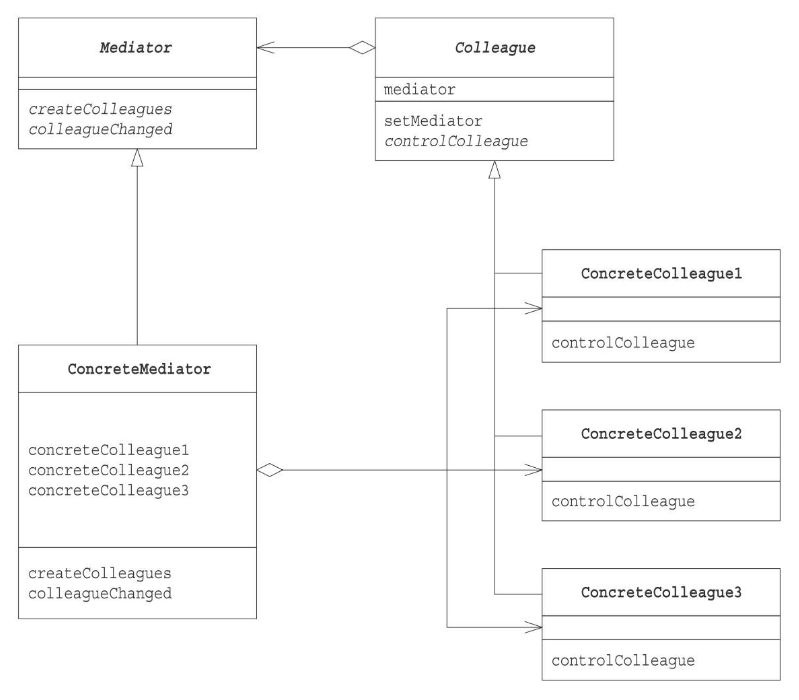 Mediator
createColleagues
colleagueChanged
Colleague
mediator
setMediator
controlColleague
ConcreteColleague1
controlColleague
ConcreteMediator
concreteColleague1
concreteColleague2
concreteColleague3
createColleagues
colleagueChanged
ConcreteColleague2
controlColleague
ConcreteColleague3
controlColleague